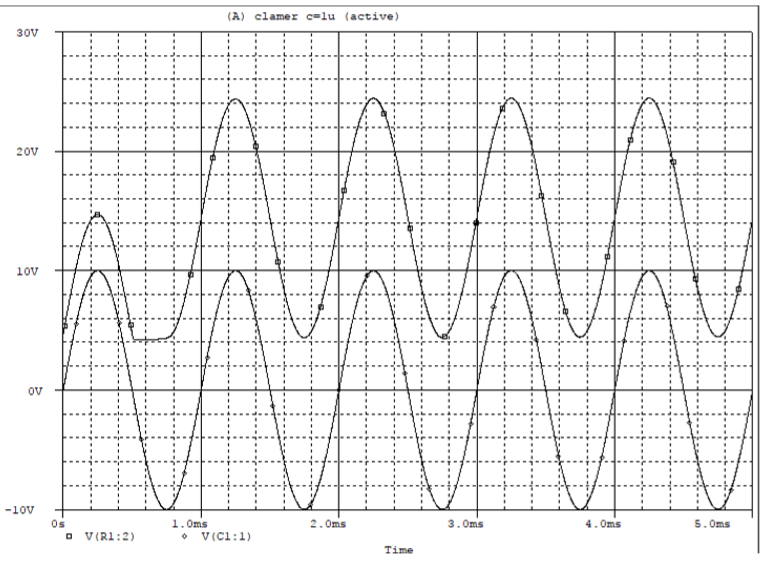 (A) clamer c=1u (active)
30V
20V
10V
0V
-10V
0s 1.0ms 2.0ms 3.0ms 4.0ms 5.0ms
V(R1:2) V(C1:1)
Time